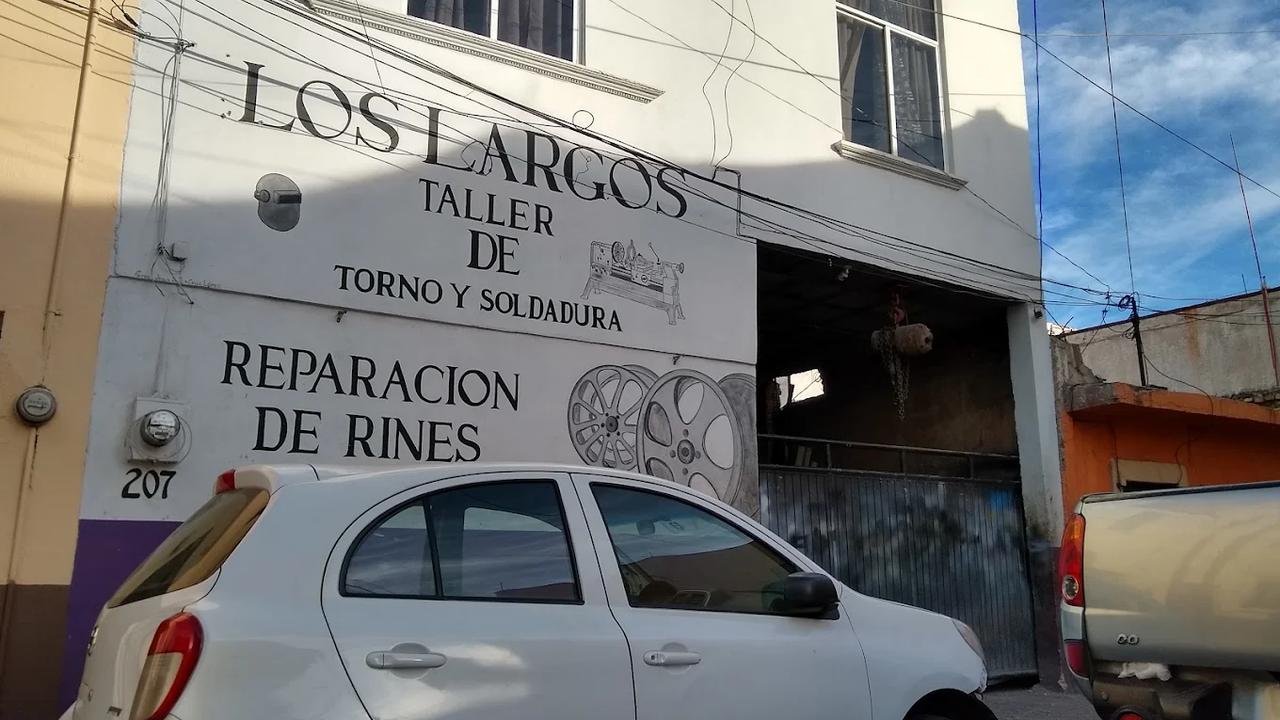 LOS LARGOS
TALLER
DE
TORNO Y SOLDADURA
REPARACION
DE RINES
207